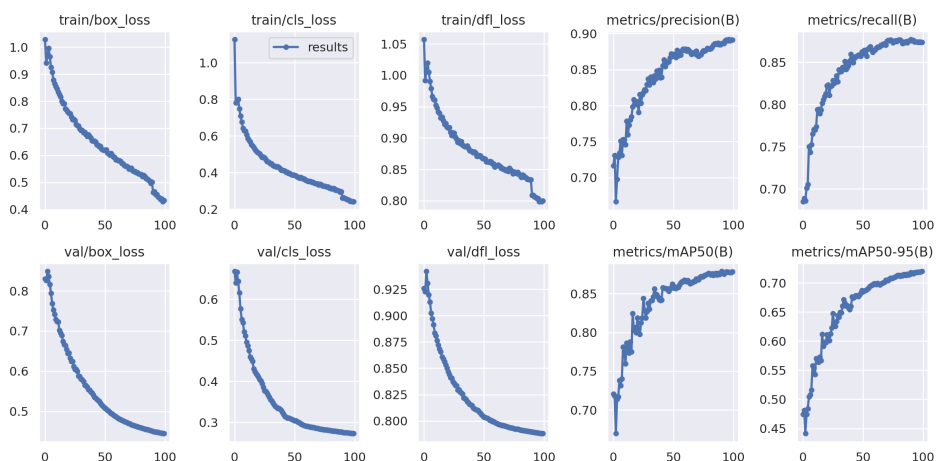 train/box_loss
train/cls_loss
train/dfl_loss
metrics/precision(B)
metrics/recall(B)
1.0
0.9
0.8
0.7
0.6
0.5
0.4
0 50 100
results
1.0
0.8
0.6
0.4
0.2
0 50 100
1.05
1.00
0.95
0.90
0.85
0.80
0 50 100
0.90
0.85
0.80
0.75
0.70
0 50 100
0.85
0.80
0.75
0.70
0 50 100
val/box_loss
val/cls_loss
val/dfl_loss
metrics/mAP50(B)
metrics/mAP50-95(B)
0.8
0.7
0.6
0.5
0 50 100
0.6
0.5
0.4
0.3
0 50 100
0.925
0.900
0.875
0.850
0.825
0.800
0 50 100
0.85
0.80
0.75
0.70
0 50 100
0.70
0.65
0.60
0.55
0.50
0.45
0 50 100